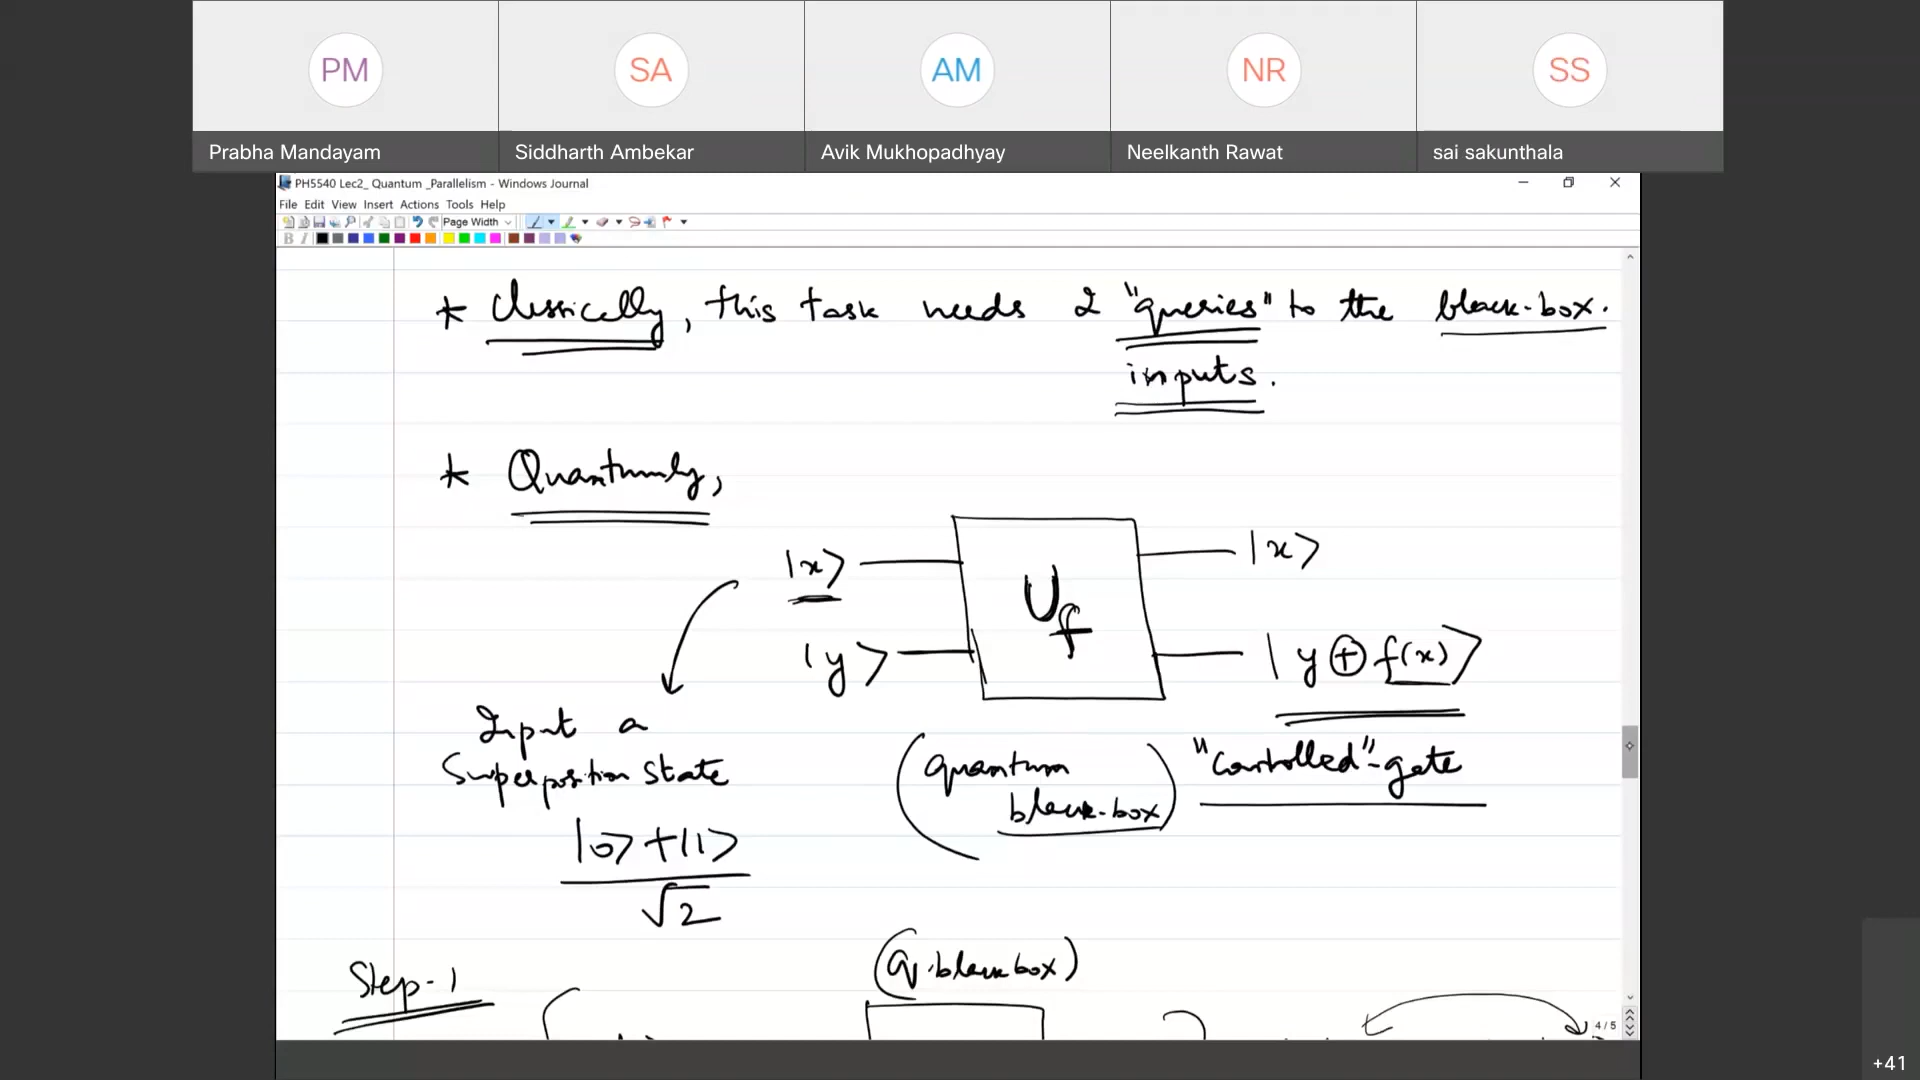 PM
SA
AM
NR
SS
Prabha Mandayam
Siddharth Ambekar
Avik Mukhopadhyay
Neelkanth Rawat
sai sakunthala
PH5540 Lec2_ Quantum _Parallelism - Windows Journal
File Edit View Insert Actions Tools Help
Page Width
B I
* Classically, this task needs 2 "queries" to the black-box.
inputs.
* Quantumly,
|x⟩ U_f |x⟩
|y⟩ |y ⊕ f(x)⟩
Input a
Superposition state
(quantum black-box) "Controlled"-gate
|0⟩ + |1⟩
√2
(q. black box)
Step-1
4 / 5
+41